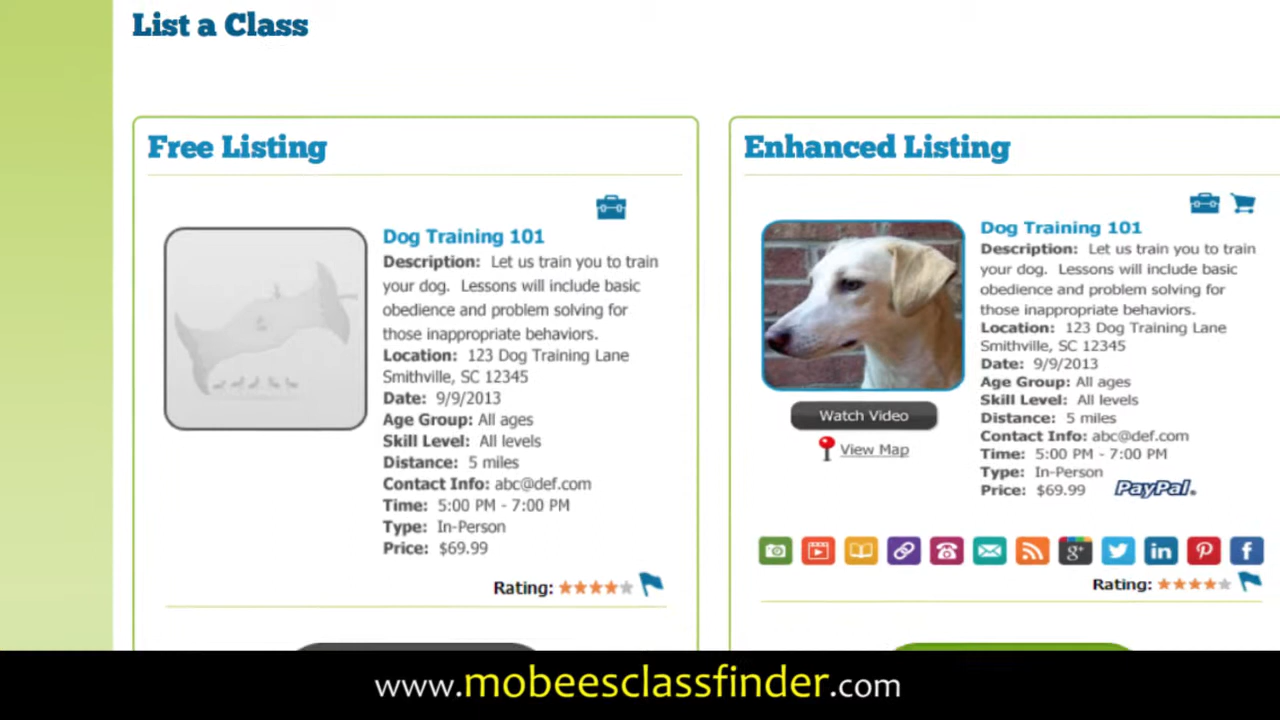 List a Class
Free Listing
Dog Training 101
Description: Let us train you to train
your dog. Lessons will include basic
obedience and problem solving for
those inappropriate behaviors.
Location: 123 Dog Training Lane
Smithville, SC 12345
Date: 9/9/2013
Age Group: All ages
Skill Level: All levels
Distance: 5 miles
Contact Info: abc@def.com
Time: 5:00 PM - 7:00 PM
Type: In-Person
Price: $69.99
Rating:
Enhanced Listing
Watch Video
View Map
Dog Training 101
Description: Let us train you to train
your dog. Lessons will include basic
obedience and problem solving for
those inappropriate behaviors.
Location: 123 Dog Training Lane
Smithville, SC 12345
Date: 9/9/2013
Age Group: All ages
Skill Level: All levels
Distance: 5 miles
Contact Info: abc@def.com
Time: 5:00 PM - 7:00 PM
Type: In-Person
Price: $69.99 PayPal
g+ in f
Rating:
www.mobeesclassfinder.com